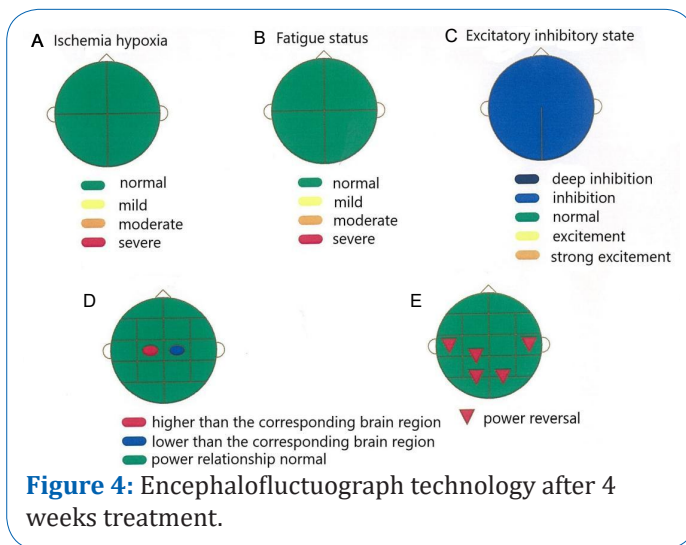 A Ischemia hypoxia
B Fatigue status
C Excitatory inhibitory state
normal
mild
moderate
severe
normal
mild
moderate
severe
deep inhibition
inhibition
normal
excitement
strong excitement
D
E
higher than the corresponding brain region
lower than the corresponding brain region
power relationship normal
power reversal
Figure 4: Encephalofluctuograph technology after 4
weeks treatment.